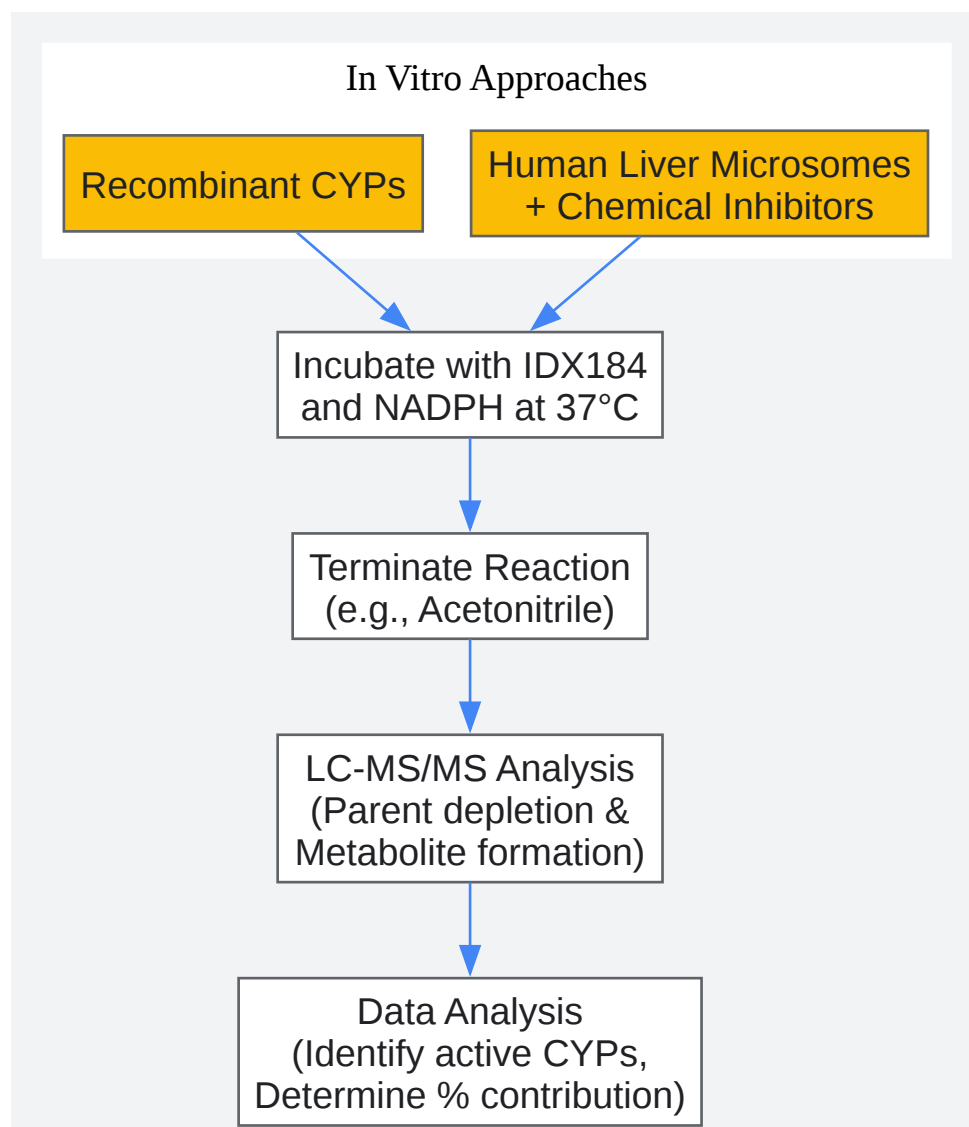 In Vitro Approaches
Recombinant CYPs
Human Liver Microsomes
+ Chemical Inhibitors
Incubate with IDX184
and NADPH at 37°C
Terminate Reaction
(e.g., Acetonitrile)
LC-MS/MS Analysis
(Parent depletion &
Metabolite formation)
Data Analysis
(Identify active CYPs,
Determine % contribution)